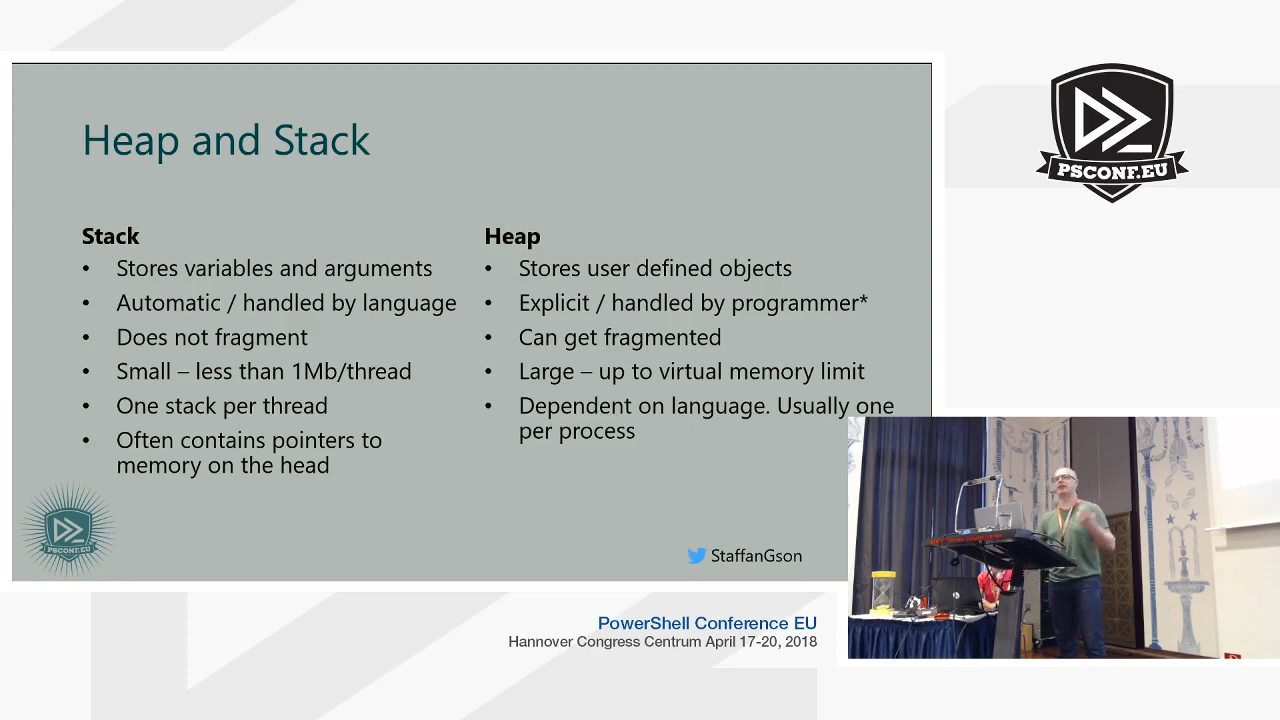 Heap and Stack
Stack
• Stores variables and arguments
• Automatic / handled by language
• Does not fragment
• Small – less than 1Mb/thread
• One stack per thread
• Often contains pointers to
memory on the head
Heap
• Stores user defined objects
• Explicit / handled by programmer*
• Can get fragmented
• Large – up to virtual memory limit
• Dependent on language. Usually one
per process
PSCONF.EU
StaffanGson
PSCONF.EU
PowerShell Conference EU
Hannover Congress Centrum April 17-20, 2018